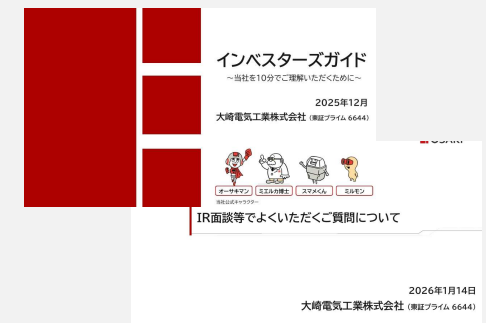 インベスターズガイド
～当社を10分でご理解いただくために～
2025年12月
大崎電気工業株式会社（東証プライム 6644）
オーサキマン ミエルカ博士 スマメくん ミルモン
当社公式キャラクター
IR面談等でよくいただくご質問について
2026年1月14日
大崎電気工業株式会社（東証プライム 6644）